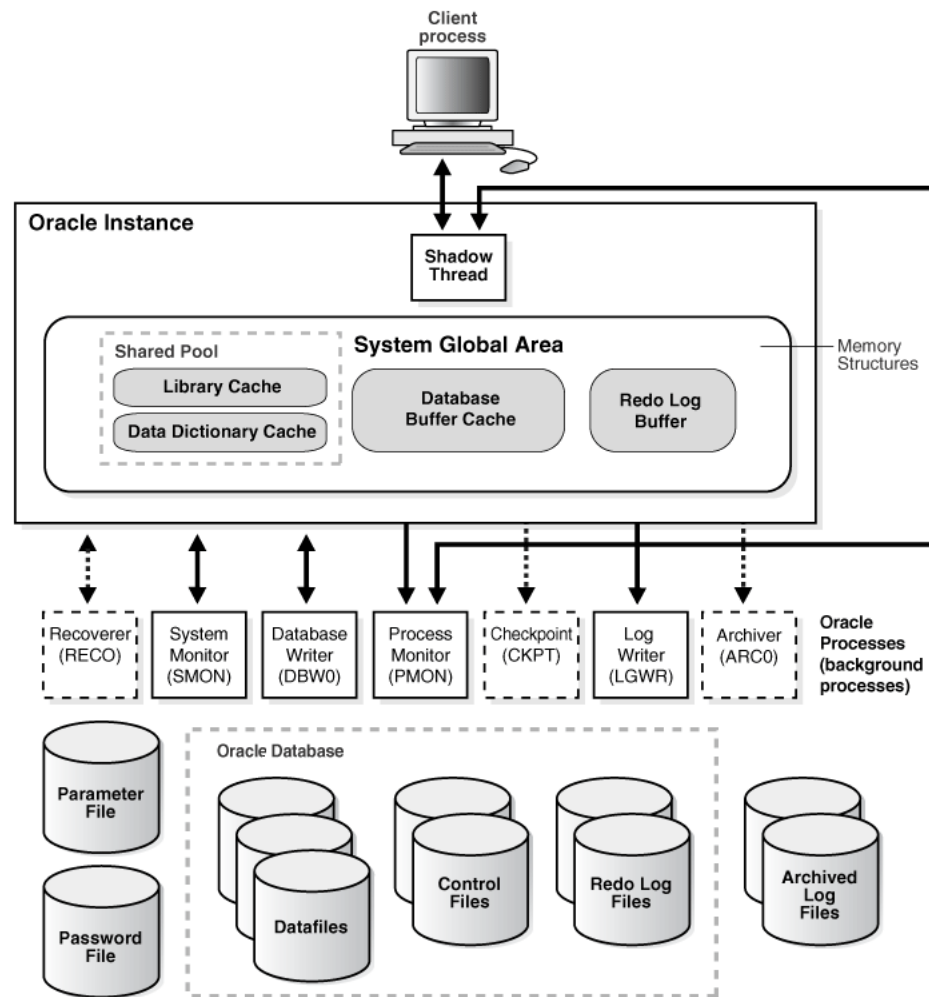 Client
process
Oracle Instance
Shadow
Thread
System Global Area
Shared Pool
Library Cache
Data Dictionary Cache
Database
Buffer Cache
Redo Log
Buffer
Memory
Structures
Recoverer
(RECO)
System
Monitor
(SMON)
Database
Writer
(DBW0)
Process
Monitor
(PMON)
Checkpoint
(CKPT)
Log
Writer
(LGWR)
Archiver
(ARC0)
Oracle
Processes
(background
processes)
Parameter
File
Password
File
Oracle Database
Datafiles
Control
Files
Redo Log
Files
Archived
Log
Files